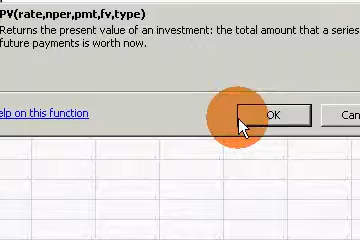 PV(rate,nper,pmt,fv,type)
Returns the present value of an investment: the total amount that a series
future payments is worth now.
elp on this function
OK
Can